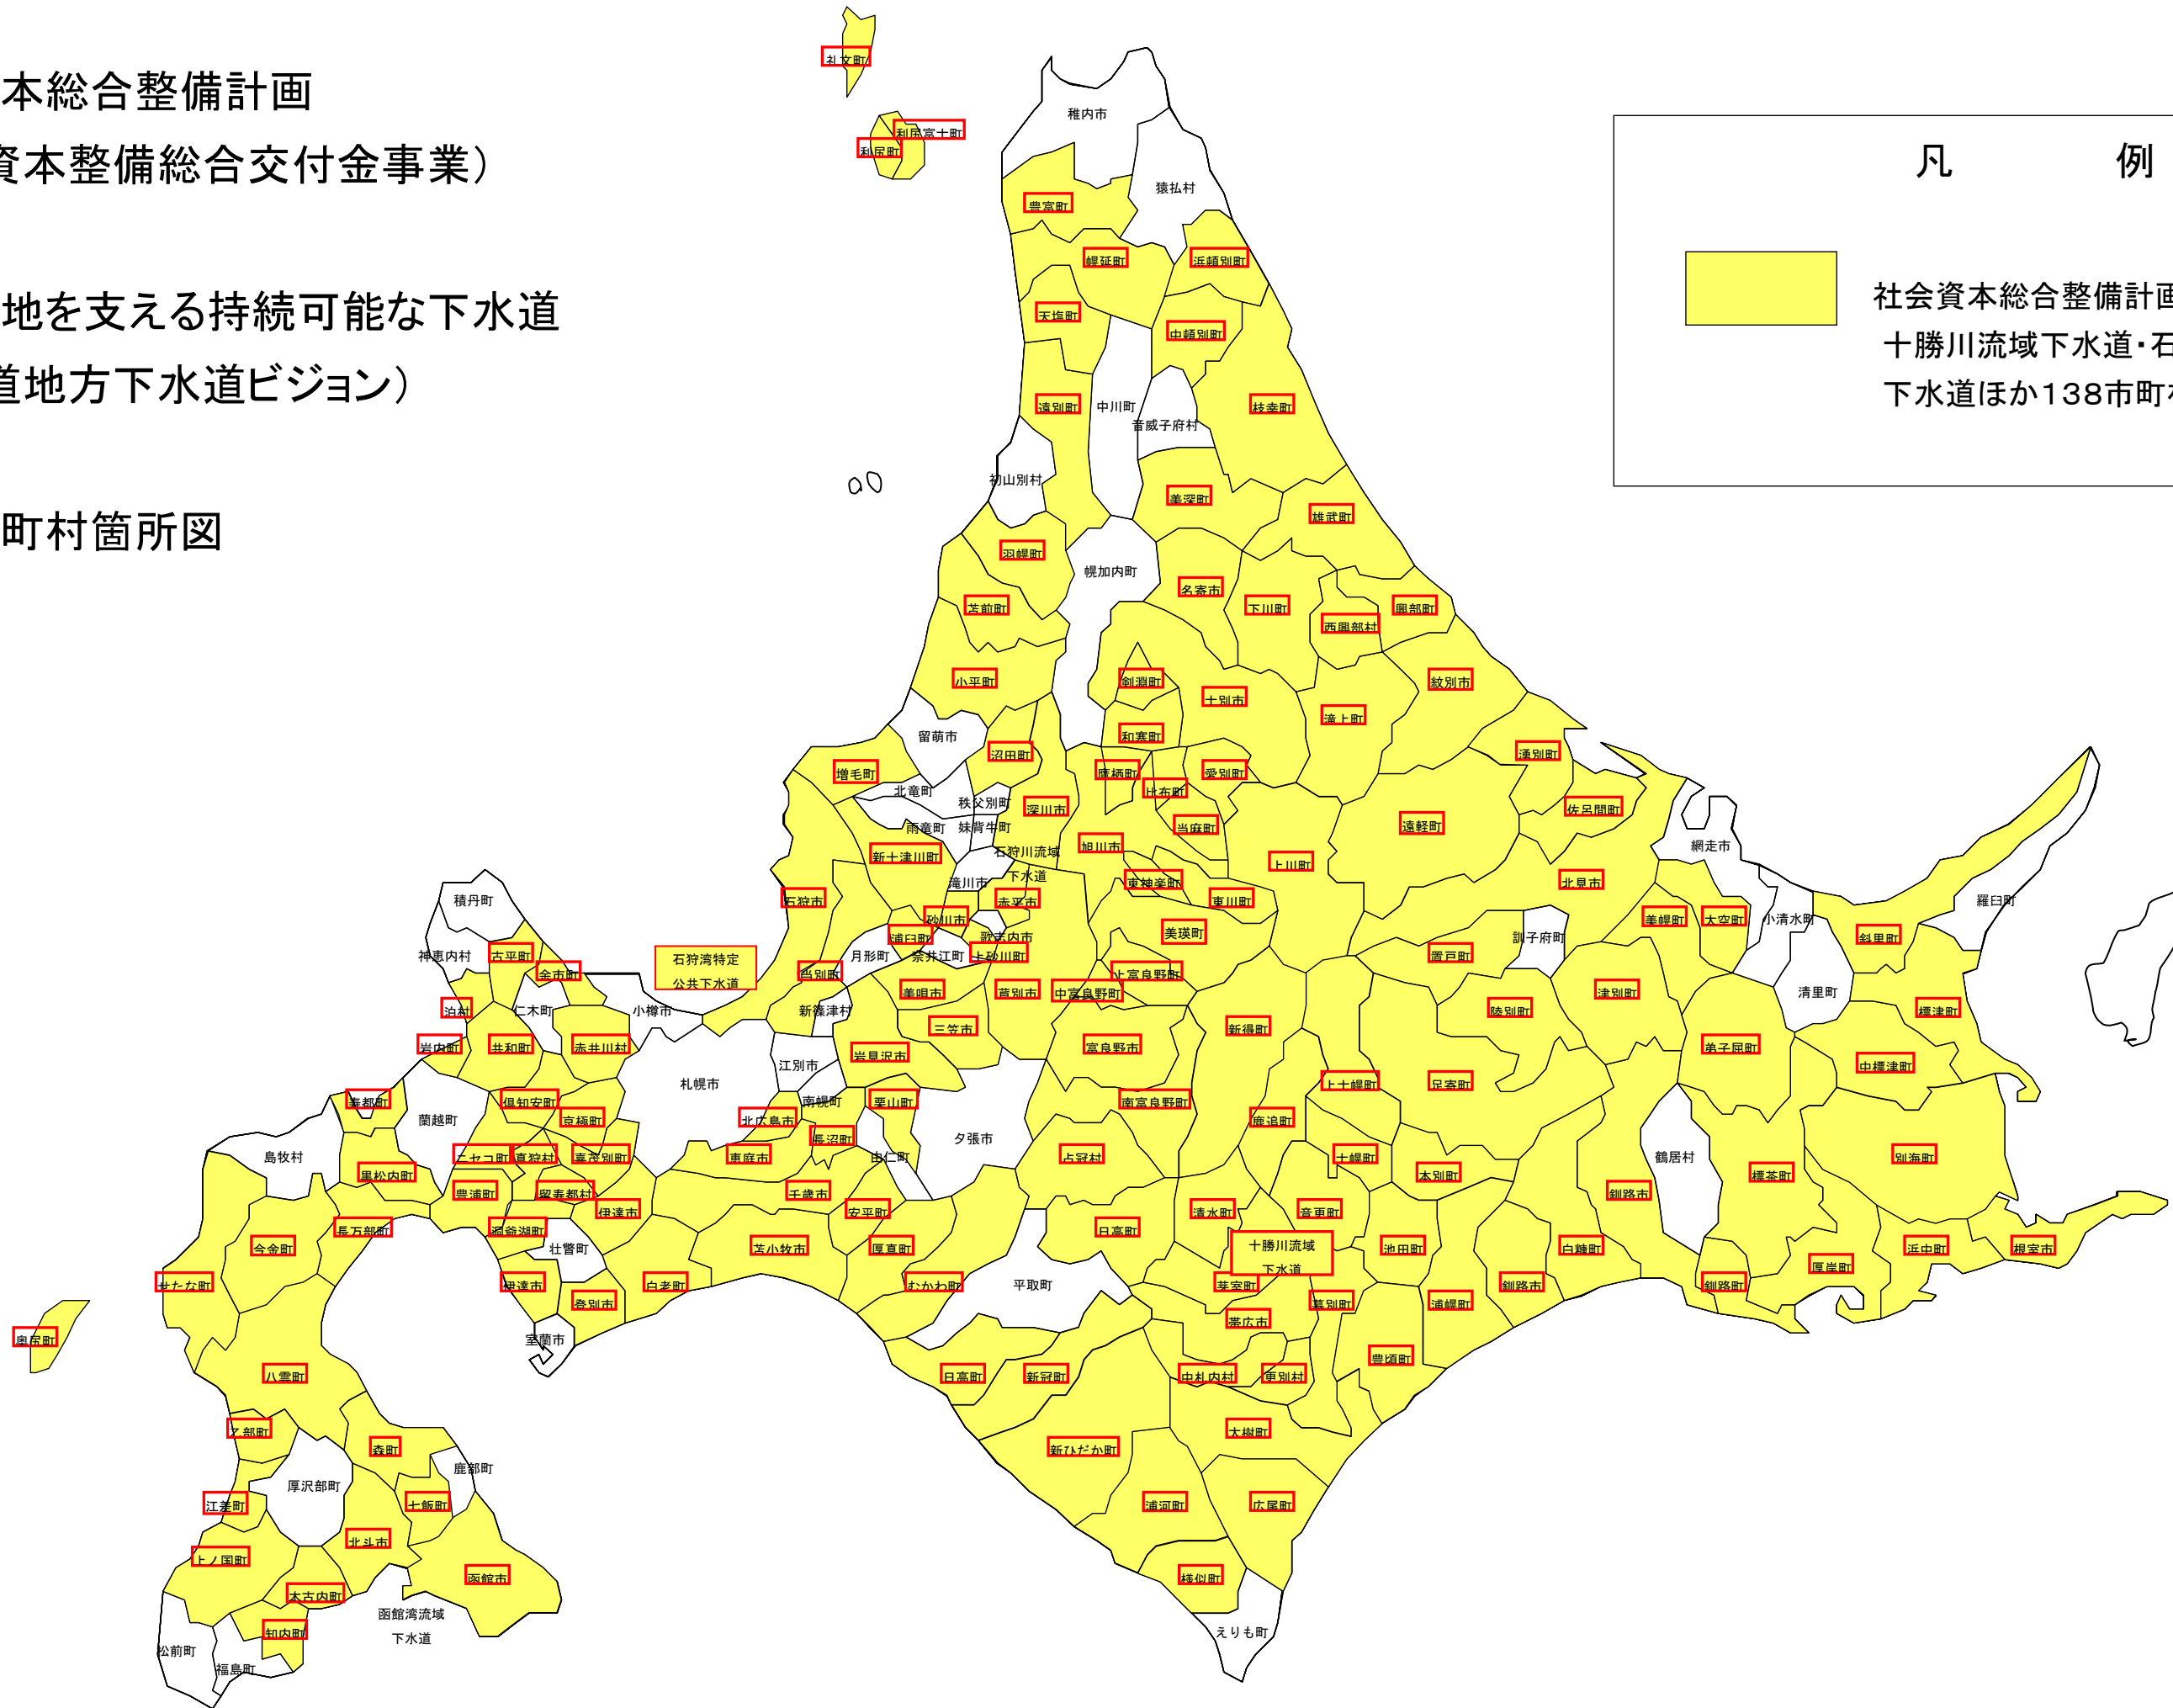 本総合整備計画
資本整備総合交付金事業）
地を支える持続可能な下水道
道地方下水道ビジョン）
町村箇所図
凡　例
社会資本総合整備計画
十勝川流域下水道・石
下水道ほか138市町村
礼文町
利尻富士町
利尻町
稚内市
猿払村
豊富町
幌延町
浜頓別町
天塩町
中頓別町
遠別町
中川町
枝幸町
音威子府村
初山別村
美深町
雄武町
羽幌町
幌加内町
名寄市
下川町
苫前町
西興部村
興部町
小平町
剣淵町
士別市
紋別市
滝上町
留萌市
沼田町
和寒町
湧別町
増毛町
鷹栖町
愛別町
北竜町
比布町
秩父別町
深川市
佐呂間町
雨竜町
妹背牛町
当麻町
遠軽町
旭川市
網走市
新十津川町
石狩川流域
下水道
上川町
滝川市
東神楽町
北見市
石狩市
赤平市
東川町
積丹町
羅臼町
砂川市
美幌町
大空町
小清水町
浦臼町
歌志内市
美瑛町
訓子府町
斜里町
神恵内村
古平町
月形町
奈井江町
上砂川町
置戸町
石狩湾特定
公共下水道
余市町
当別町
上富良野町
美唄市
芦別市
中富良野町
津別町
清里町
泊村
仁木町
小樽市
新篠津村
陸別町
標津町
三笠市
新得町
岩内町
共和町
赤井川村
岩見沢市
富良野市
弟子屈町
江別市
中標津町
札幌市
上士幌町
足寄町
寿都町
倶知安町
南幌町
栗山町
南富良野町
蘭越町
京極町
北広島市
鹿追町
長沼町
島牧村
ニセコ町
真狩村
喜茂別町
恵庭市
由仁町
夕張市
占冠村
士幌町
鶴居村
別海町
黒松内町
本別町
標茶町
豊浦町
留寿都村
千歳市
釧路市
伊達市
安平町
清水町
音更町
長万部町
洞爺湖町
日高町
今金町
壮瞥町
苫小牧市
厚真町
十勝川流域
下水道
池田町
白糠町
浜中町
根室市
厚岸町
せたな町
伊達市
白老町
むかわ町
平取町
芽室町
釧路市
釧路町
登別市
幕別町
浦幌町
帯広市
奥尻町
室蘭市
豊頃町
八雲町
日高町
新冠町
中札内村
更別村
乙部町
大樹町
森町
新ひだか町
鹿部町
厚沢部町
江差町
七飯町
浦河町
広尾町
北斗市
上ノ国町
函館市
様似町
木古内町
函館湾流域
下水道
知内町
えりも町
松前町
福島町